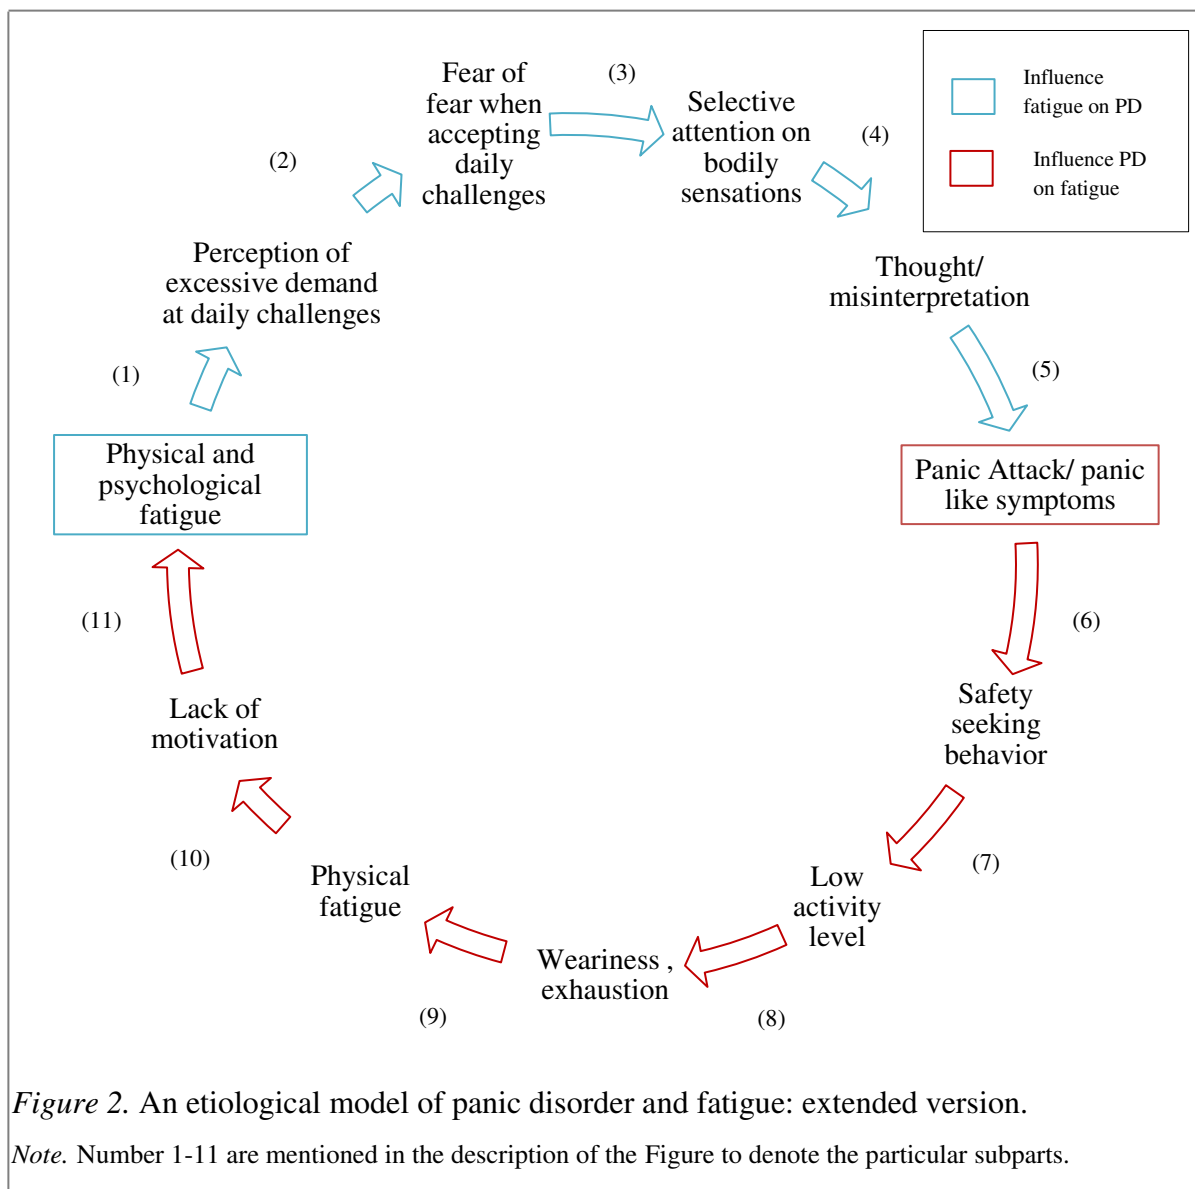 Fear of
fear when
accepting
daily
challenges
(3)
Selective
attention on
bodily
sensations
(4)
Influence
fatigue on PD
Influence PD
on fatigue
(2)
Perception of
excessive demand
at daily challenges
Thought/
misinterpretation
(1)
(5)
Physical and
psychological
fatigue
Panic Attack/ panic
like symptoms
(11)
(6)
Lack of
motivation
Safety
seeking
behavior
(10)
(7)
Physical
fatigue
Low
activity
level
Weariness ,
exhaustion
(9)
(8)
Figure 2. An etiological model of panic disorder and fatigue: extended version.
Note. Number 1-11 are mentioned in the description of the Figure to denote the particular subparts.